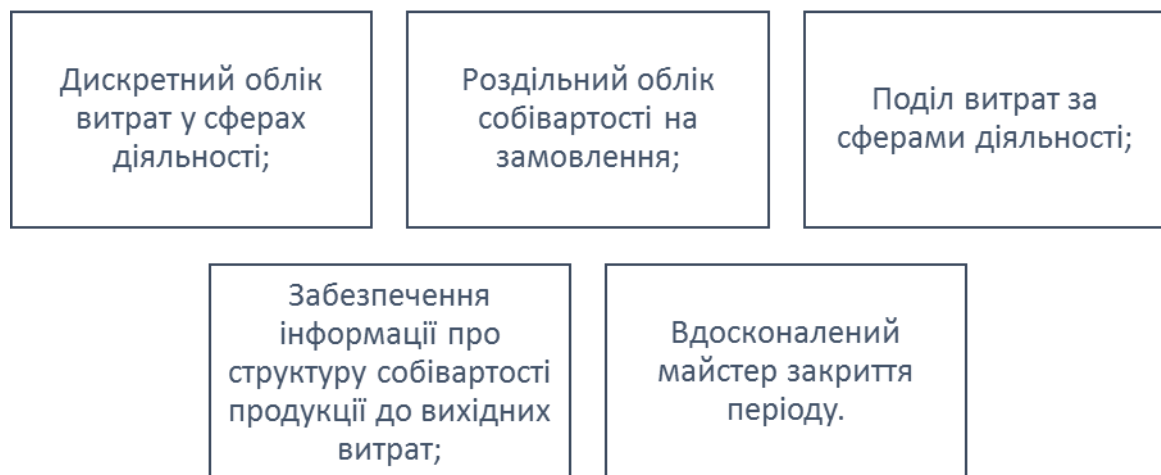 Дискретний облік
витрат у сферах
діяльності;
Роздільний облік
собівартості на
замовлення;
Поділ витрат за
сферами діяльності;
Забезпечення
інформації про
структуру собівартості
продукції до вихідних
витрат;
Вдосконалений
майстер закриття
періоду.